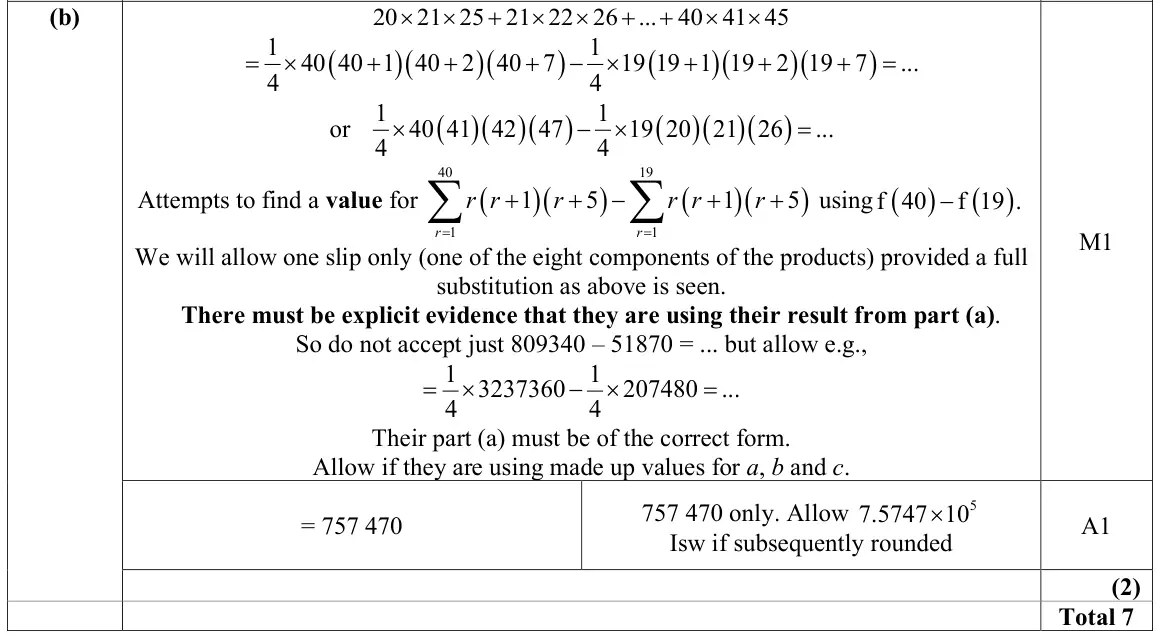 (b)
20×21×25+21×22×26+...+40×41×45
= 1/4 × 40(40+1)(40+2)(40+7) − 1/4 × 19(19+1)(19+2)(19+7) = ...
or 1/4 × 40(41)(42)(47) − 1/4 × 19(20)(21)(26) = ...
Attempts to find a value for ∑_{r=1}^{40} r(r+1)(r+5) − ∑_{r=1}^{19} r(r+1)(r+5) using f(40) − f(19).
We will allow one slip only (one of the eight components of the products) provided a full
substitution as above is seen.
There must be explicit evidence that they are using their result from part (a).
So do not accept just 809340 – 51870 = ... but allow e.g.,
= 1/4 × 3237360 − 1/4 × 207480 = ...
Their part (a) must be of the correct form.
Allow if they are using made up values for a, b and c.
M1
= 757 470
757 470 only. Allow 7.5747×10⁵
Isw if subsequently rounded
A1
(2)
Total 7